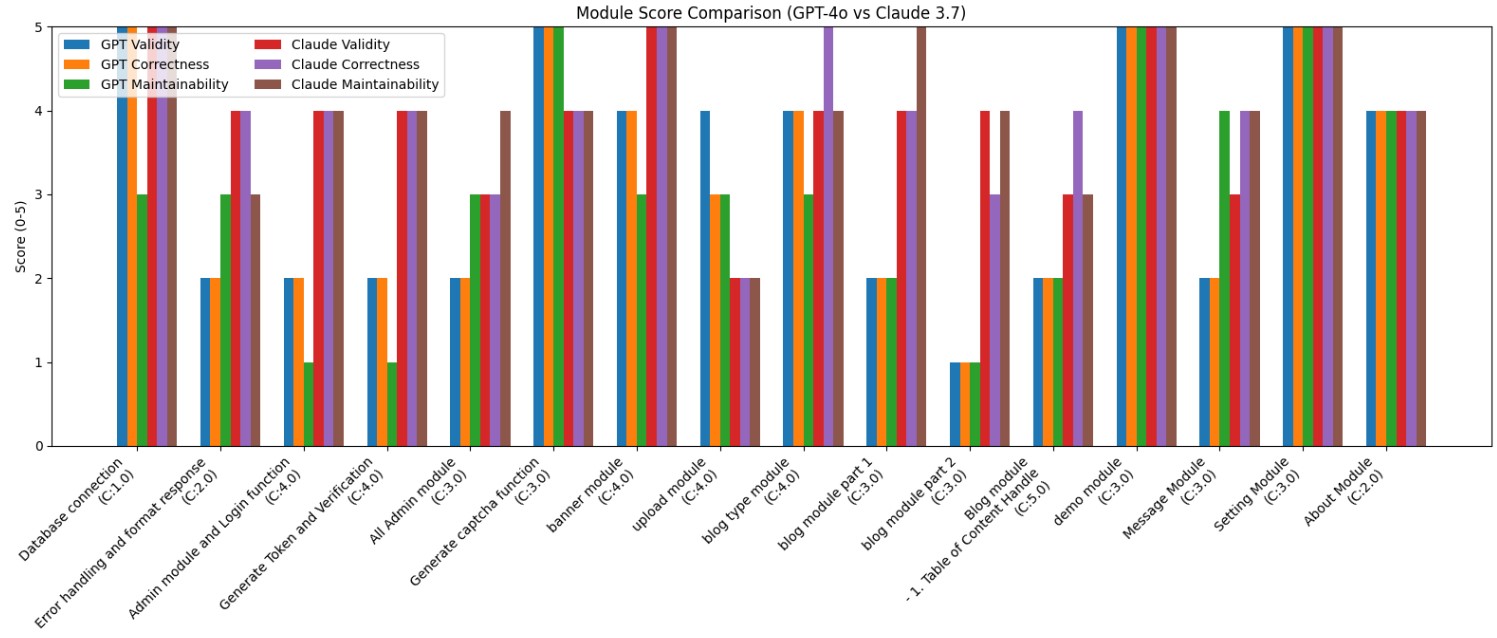 Module Score Comparison (GPT-4o vs Claude 3.7)
GPT Validity
GPT Correctness
GPT Maintainability
Claude Validity
Claude Correctness
Claude Maintainability
Score (0-5)
5
4
3
2
1
0
Database connection
(C:1.0)
Error handling and format response
(C:2.0)
Admin module and Login function
(C:4.0)
Generate Token and Verification
(C:4.0)
All Admin module
(C:3.0)
Generate captcha function
(C:3.0)
banner module
(C:4.0)
upload module
(C:4.0)
blog type module
(C:4.0)
blog module part 1
(C:3.0)
blog module part 2
(C:3.0)
Blog module
- 1. Table of Content Handle
(C:5.0)
demo module
(C:3.0)
Message Module
(C:3.0)
Setting Module
(C:3.0)
About Module
(C:2.0)